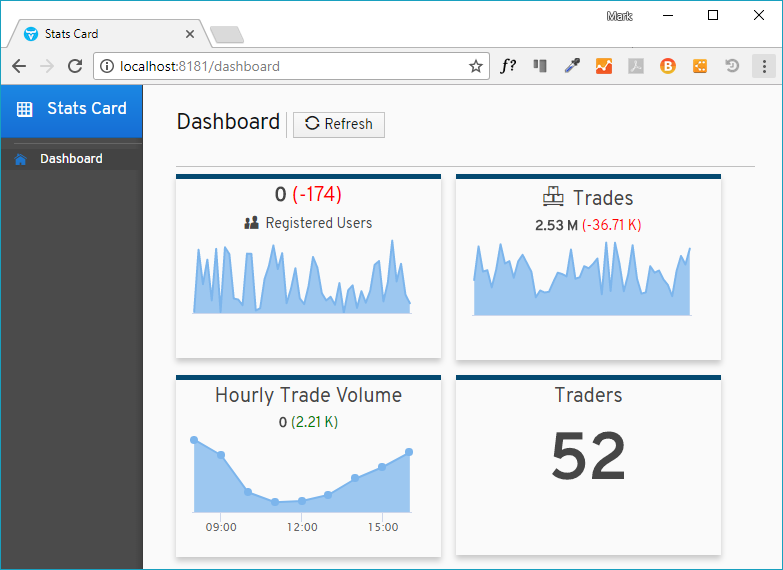 Mark
Stats Card
localhost:8181/dashboard
f?
Stats Card
Dashboard
Dashboard
Refresh
0 (-174)
Registered Users
Trades
2.53 M (-36.71 K)
Hourly Trade Volume
0 (2.21 K)
09:00 12:00 15:00
Traders
52